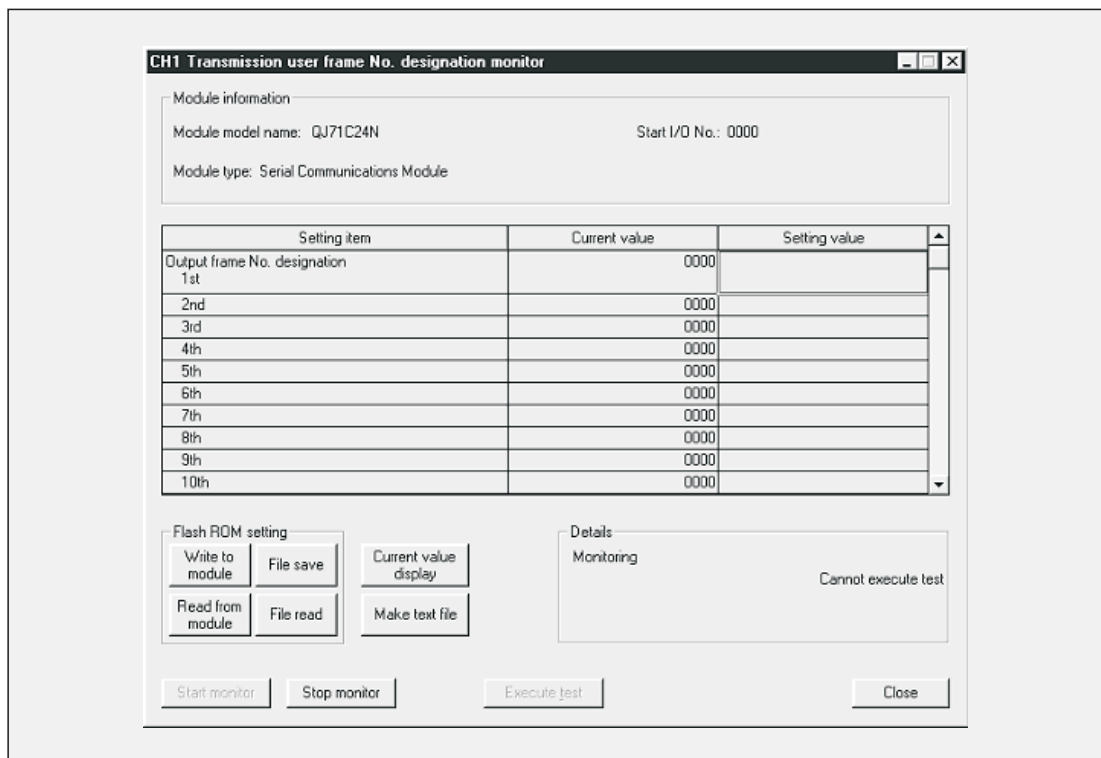 CH1 Transmission user frame No. designation monitor
Module information
Module model name: QJ71C24N Start I/O No.: 0000
Module type: Serial Communications Module
Setting item Current value Setting value
Output frame No. designation
1st 0000
2nd 0000
3rd 0000
4th 0000
5th 0000
6th 0000
7th 0000
8th 0000
9th 0000
10th 0000
Flash ROM setting
Write to
module
File save
Current value
display
Read from
module
File read
Make text file
Details
Monitoring
Cannot execute test
Start monitor
Stop monitor
Execute test
Close